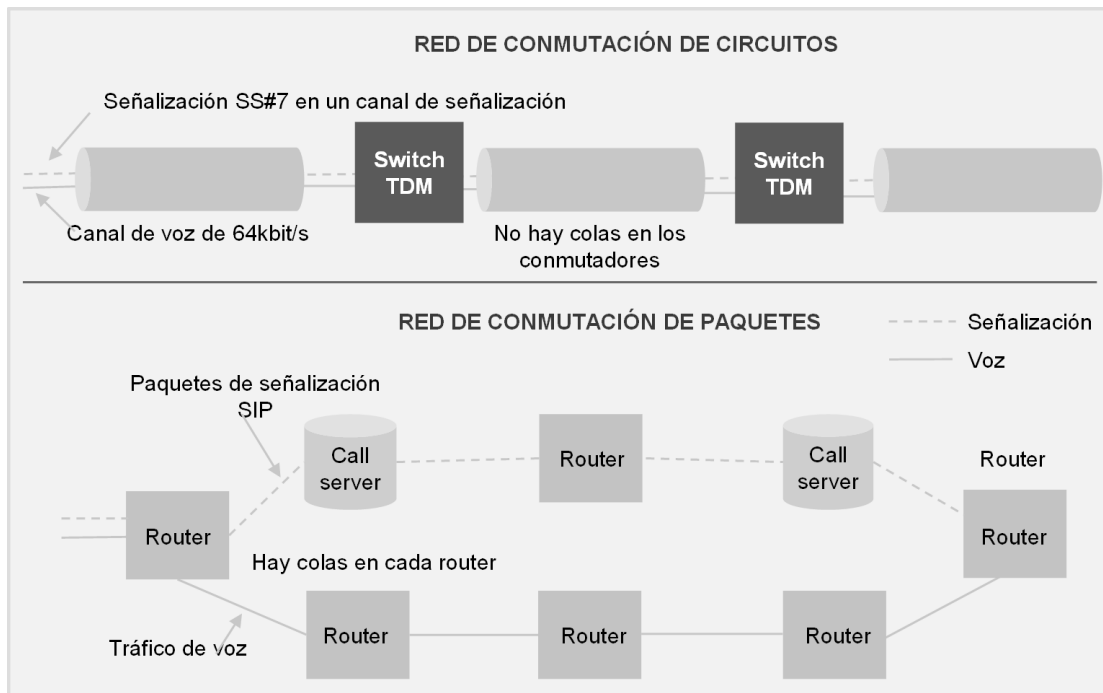 RED DE CONMUTACIÓN DE CIRCUITOS
Señalización SS#7 en un canal de señalización
Switch
TDM
Switch
TDM
Canal de voz de 64kbit/s
No hay colas en los
conmutadores
RED DE CONMUTACIÓN DE PAQUETES
Señalización
Voz
Paquetes de señalización
SIP
Call
server
Router
Call
server
Router
Router
Router
Hay colas en cada router
Router
Router
Router
Tráfico de voz